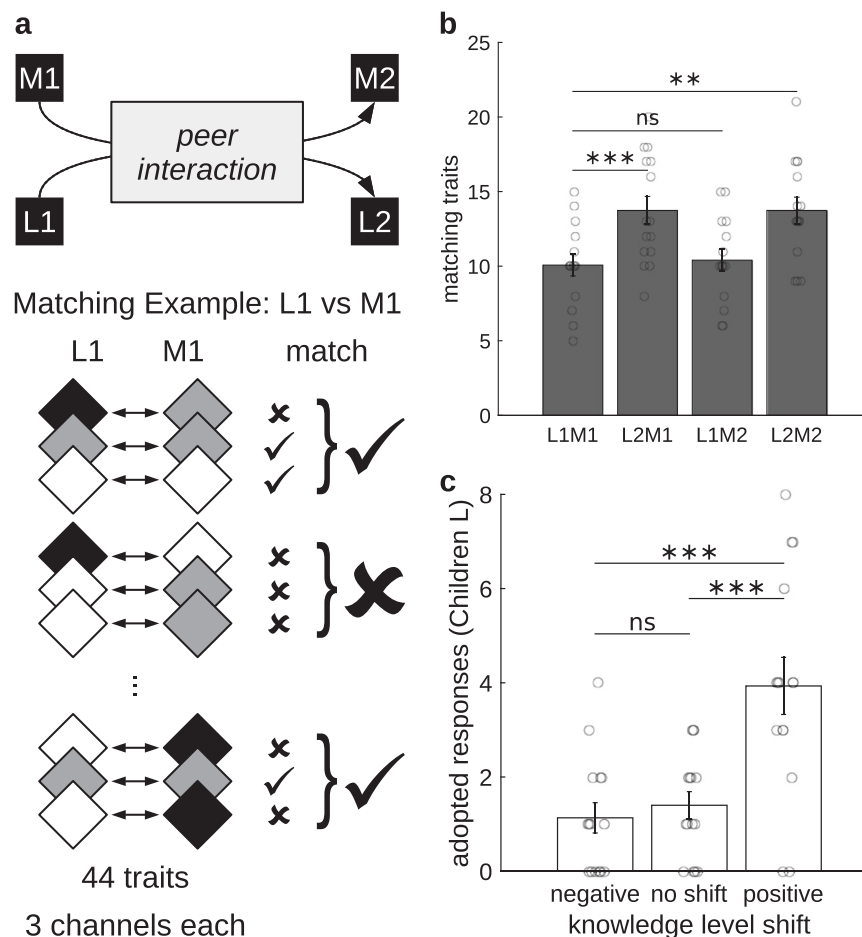 a
M1
M2
peer
interaction
L1
L2
Matching Example: L1 vs M1
L1 M1 match
44 traits
3 channels each
b
matching traits
25
20
15
10
5
0
**
ns
***
L1M1 L2M1 L1M2 L2M2
c
adopted responses (Children L)
8
6
4
2
0
***
***
ns
negative no shift positive
knowledge level shift